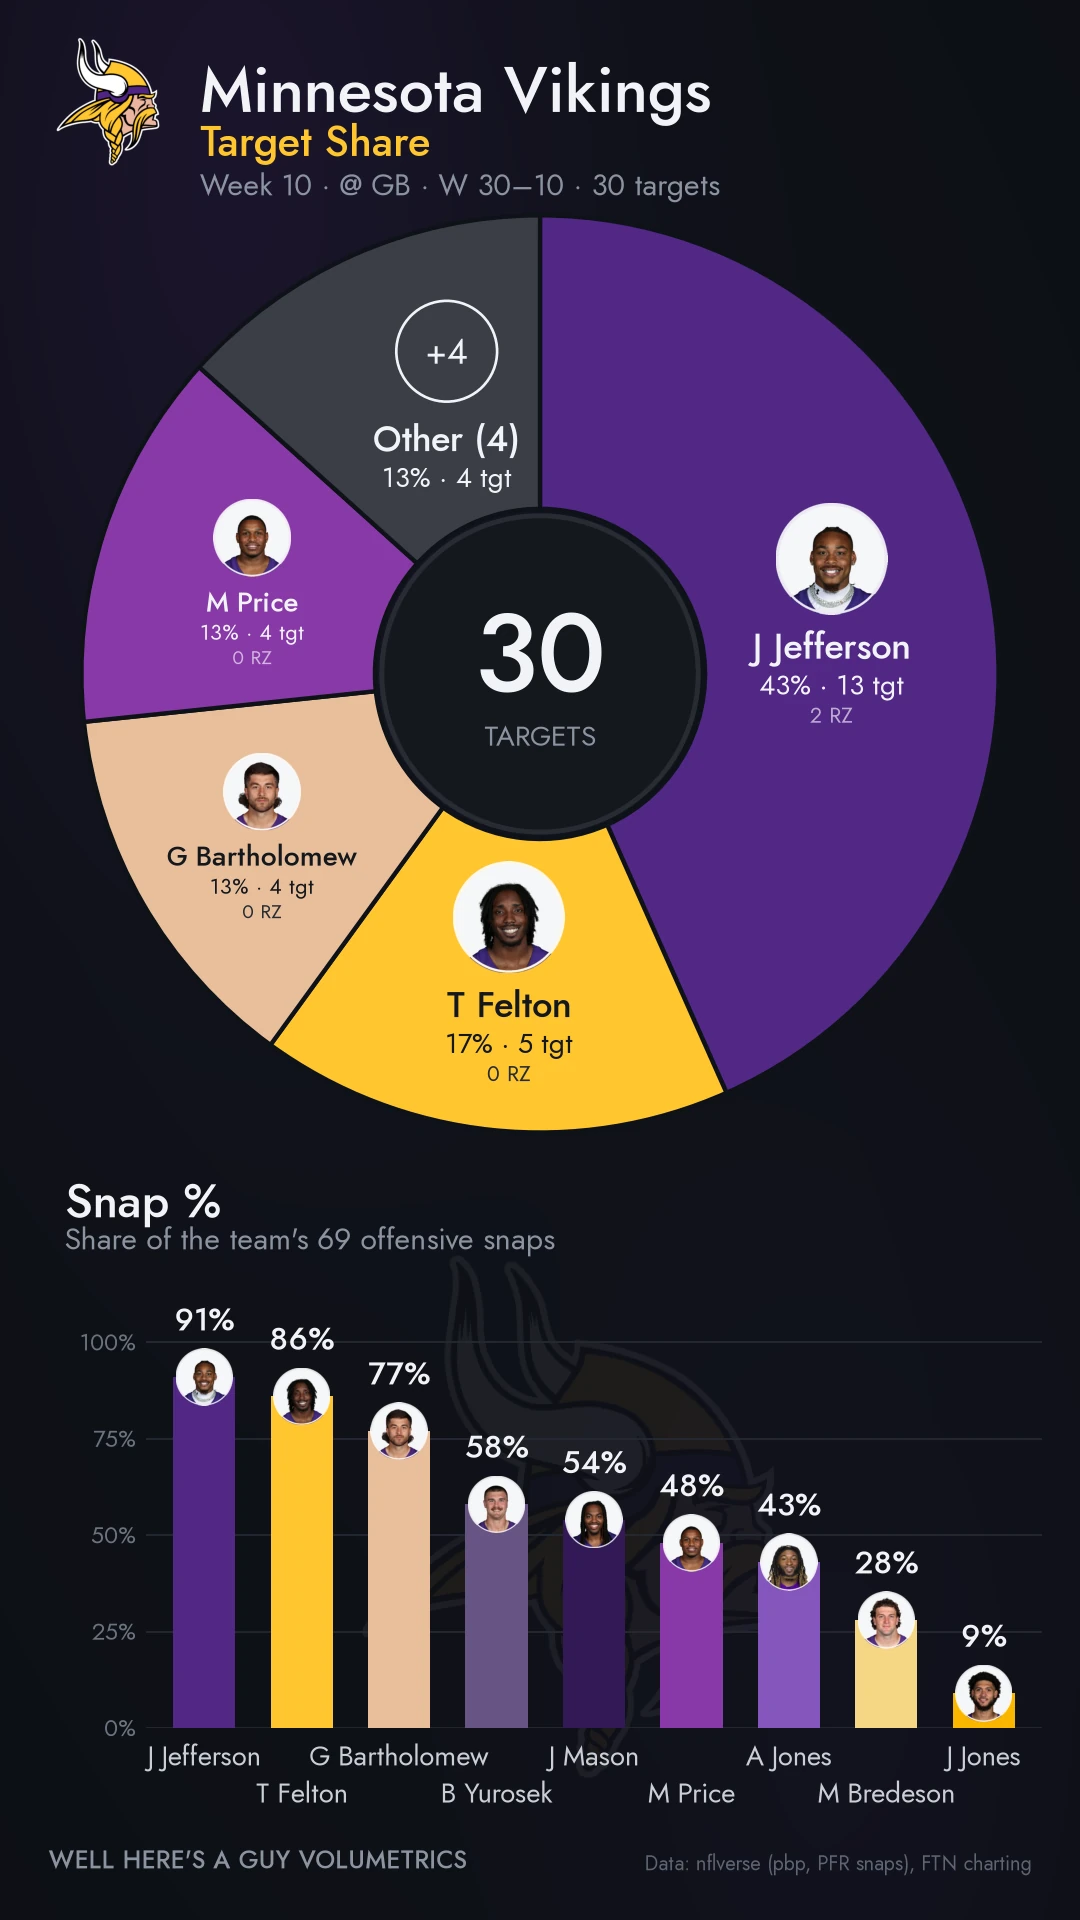 Minnesota Vikings
Target Share
Week 10 · @ GB · W 30–10 · 30 targets
+4
Other (4)
13% · 4 tgt
J Jefferson
43% · 13 tgt
2 RZ
M Price
13% · 4 tgt
0 RZ
30
TARGETS
G Bartholomew
13% · 4 tgt
0 RZ
T Felton
17% · 5 tgt
0 RZ
Snap %
Share of the team's 69 offensive snaps
91%
86%
77%
58%
54%
48%
43%
28%
9%
100%
75%
50%
25%
0%
J Jefferson
T Felton
G Bartholomew
B Yurosek
J Mason
M Price
A Jones
M Bredeson
J Jones
WELL HERE'S A GUY VOLUMETRICS
Data: nflverse (pbp, PFR snaps), FTN charting